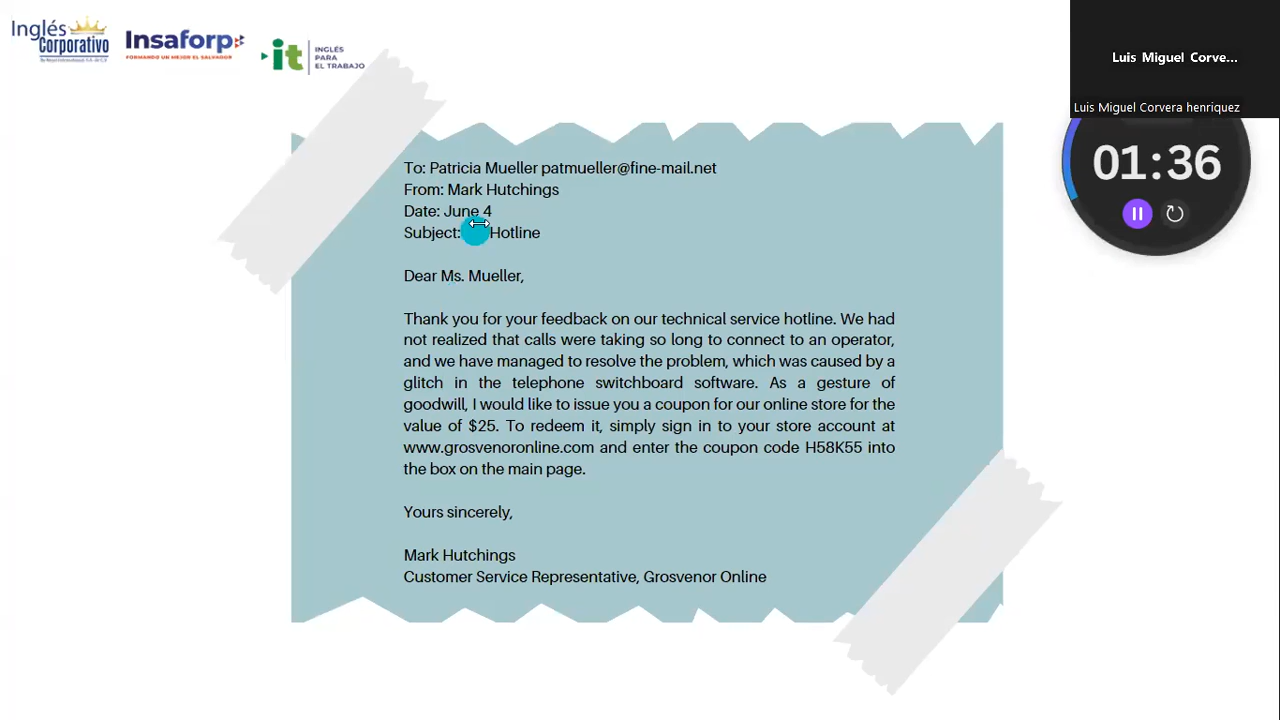 Inglés
Corporativo
Insaforp
FORMANDO UN MEJOR EL SALVADOR
it
INGLÉS
PARA
EL TRABAJO
Luis Miguel Corve...
Luis Miguel Corvera henriquez
01:36
To: Patricia Mueller patmueller@fine-mail.net
From: Mark Hutchings
Date: June 4
Subject: Hotline
Dear Ms. Mueller,
Thank you for your feedback on our technical service hotline. We had
not realized that calls were taking so long to connect to an operator,
and we have managed to resolve the problem, which was caused by a
glitch in the telephone switchboard software. As a gesture of
goodwill, I would like to issue you a coupon for our online store for the
value of $25. To redeem it, simply sign in to your store account at
www.grosvenoronline.com and enter the coupon code H58K55 into
the box on the main page.
Yours sincerely,
Mark Hutchings
Customer Service Representative, Grosvenor Online